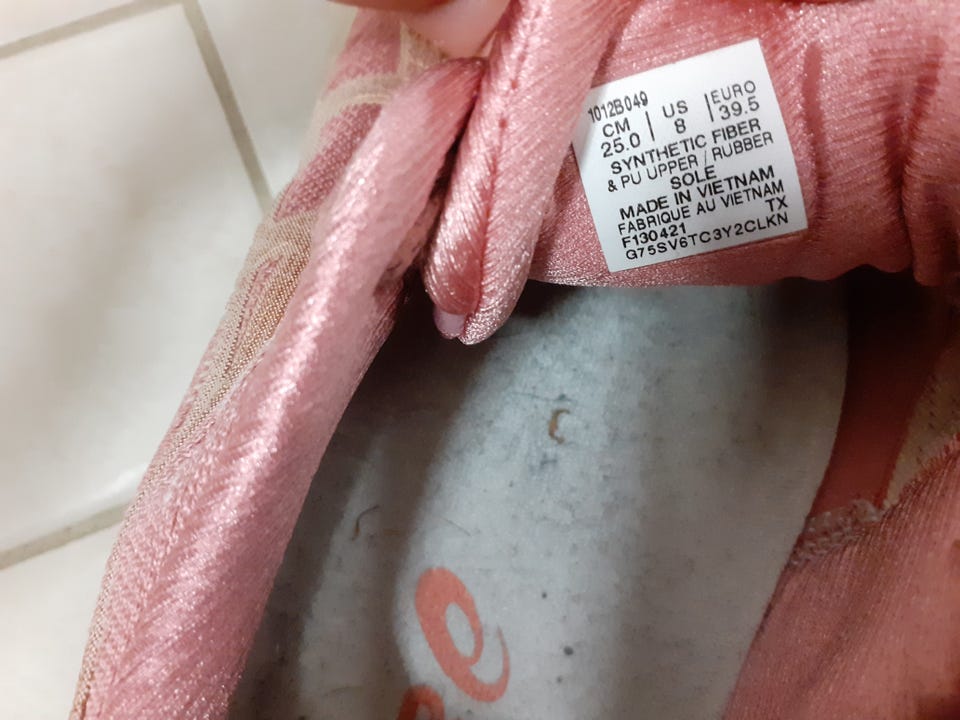 1012B049
CM | US | EURO
25.0 | 8 | 39.5
SYNTHETIC FIBER
& PU UPPER / RUBBER
SOLE
MADE IN VIETNAM
FABRIQUE AU VIETNAM
F130421 TX
G75SV6TC3Y2CLKN